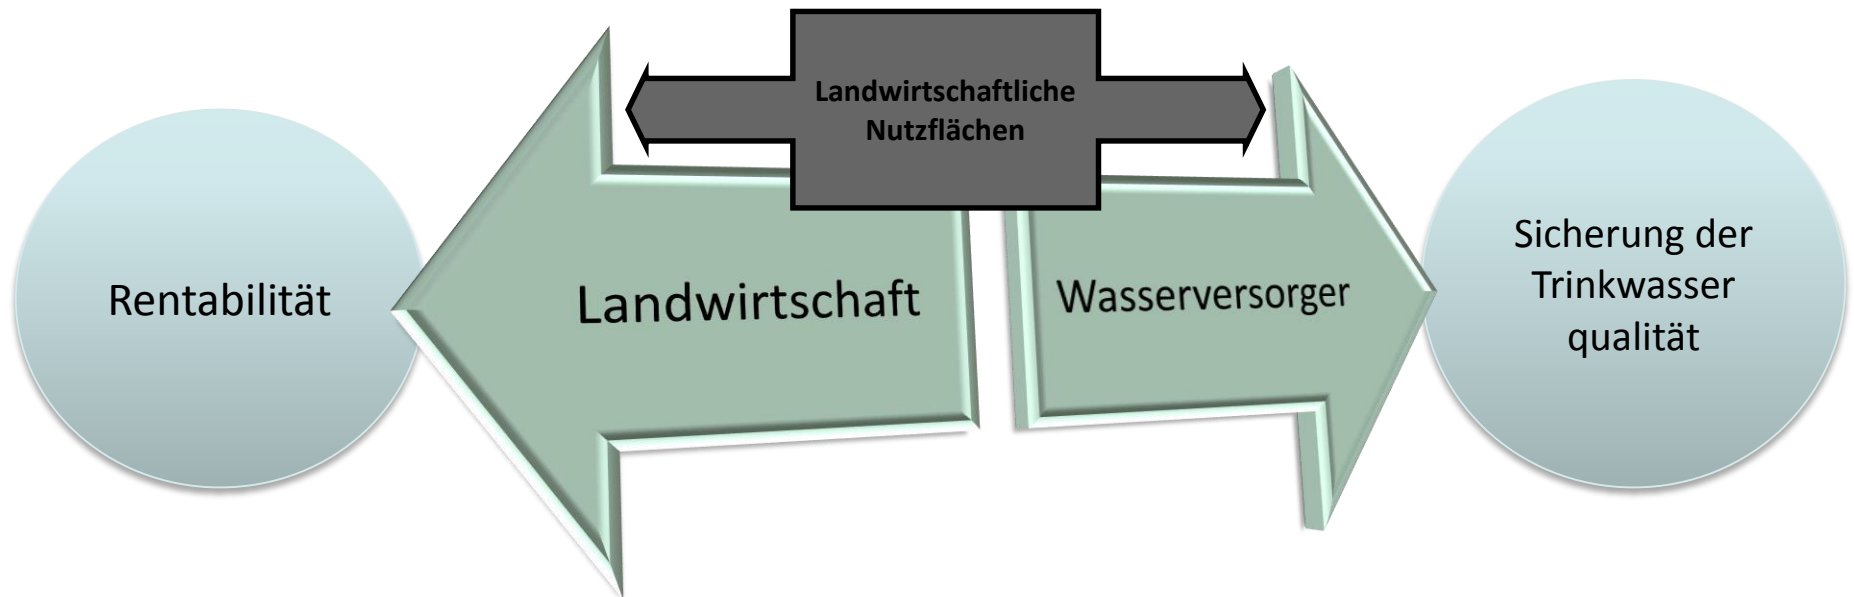 Landwirtschaftliche
Nutzflächen
Rentabilität
Landwirtschaft
Wasserversorger
Sicherung der
Trinkwasser
qualität